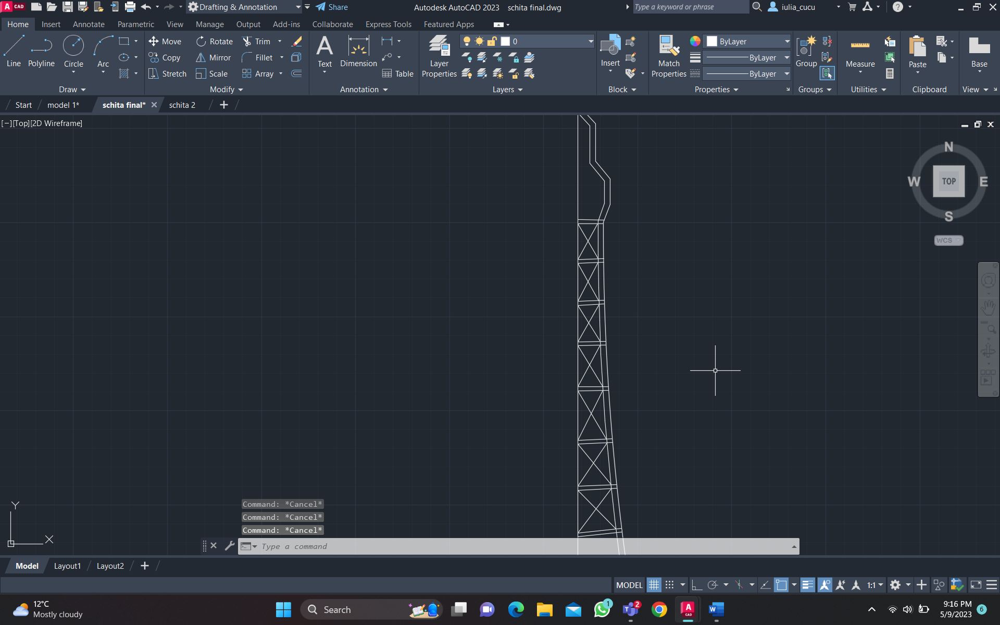 A CAD
Drafting & Annotation
Share
Autodesk AutoCAD 2023 schita final.dwg
Type a keyword or phrase
iulia_cucu
Home Insert Annotate Parametric View Manage Output Add-ins Collaborate Express Tools Featured Apps
Line Polyline Circle Arc
Move Rotate Trim
Copy Mirror Fillet
Stretch Scale Array
Text Dimension Table
Layer Properties
0
Insert
Match Properties
ByLayer
ByLayer
ByLayer
Group
Measure
Paste
Base
Draw Modify Annotation Layers Block Properties Groups Utilities Clipboard View
Start model 1* schita final* schita 2
[−][Top][2D Wireframe]
N
W TOP E
S
WCS
Y
X
Command: *Cancel*
Command: *Cancel*
Command: *Cancel*
Type a command
Model Layout1 Layout2
MODEL 1:1
12°C
Mostly cloudy
Search
1
2
A CAD
9:16 PM
5/9/2023
6